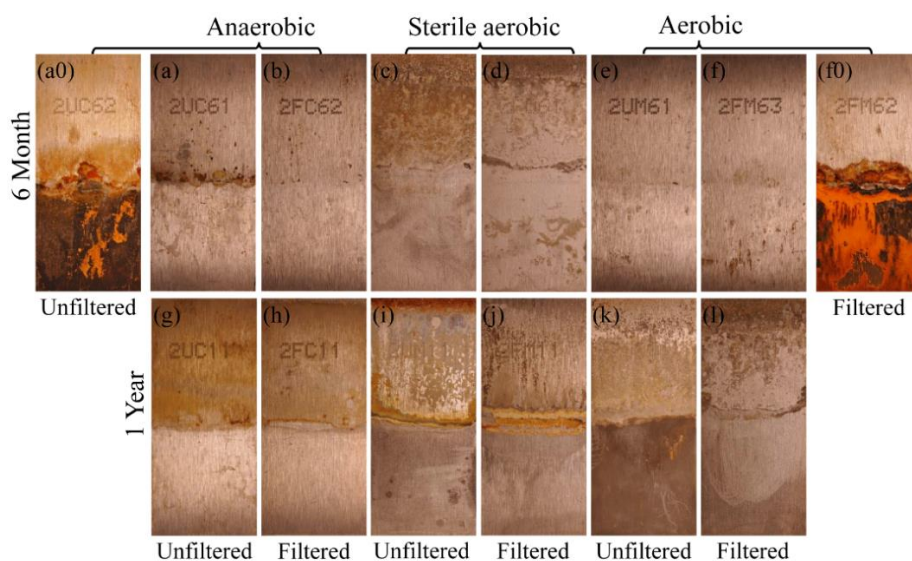 Anaerobic Sterile aerobic Aerobic
6 Month
(a0) (a) (b) (c) (d) (e) (f) (f0)
2UC62 2UC61 2FC62 2UM61 2FM63 2FM62
Unfiltered Filtered
1 Year
(g) (h) (i) (j) (k) (l)
2UC11 2FC11 2FM11
Unfiltered Filtered Unfiltered Filtered Unfiltered Filtered